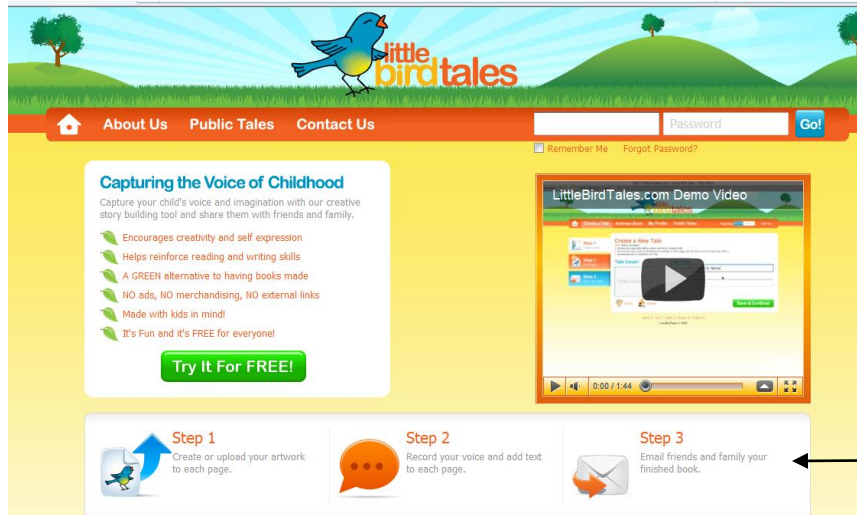 little
birdtales
About Us Public Tales Contact Us
Password Go!
Remember Me Forgot Password?
Capturing the Voice of Childhood
Capture your child's voice and imagination with our creative
story building tool and share them with friends and family.
Encourages creativity and self expression
Helps reinforce reading and writing skills
A GREEN alternative to having books made
NO ads, NO merchandising, NO external links
Made with kids in mind!
It's Fun and it's FREE for everyone!
Try It For FREE!
LittleBirdTales.com Demo Video
Create a New Tale
Save & Continue
0:00 / 1:44
Step 1
Create or upload your artwork
to each page.
Step 2
Record your voice and add text
to each page.
Step 3
Email friends and family your
finished book.